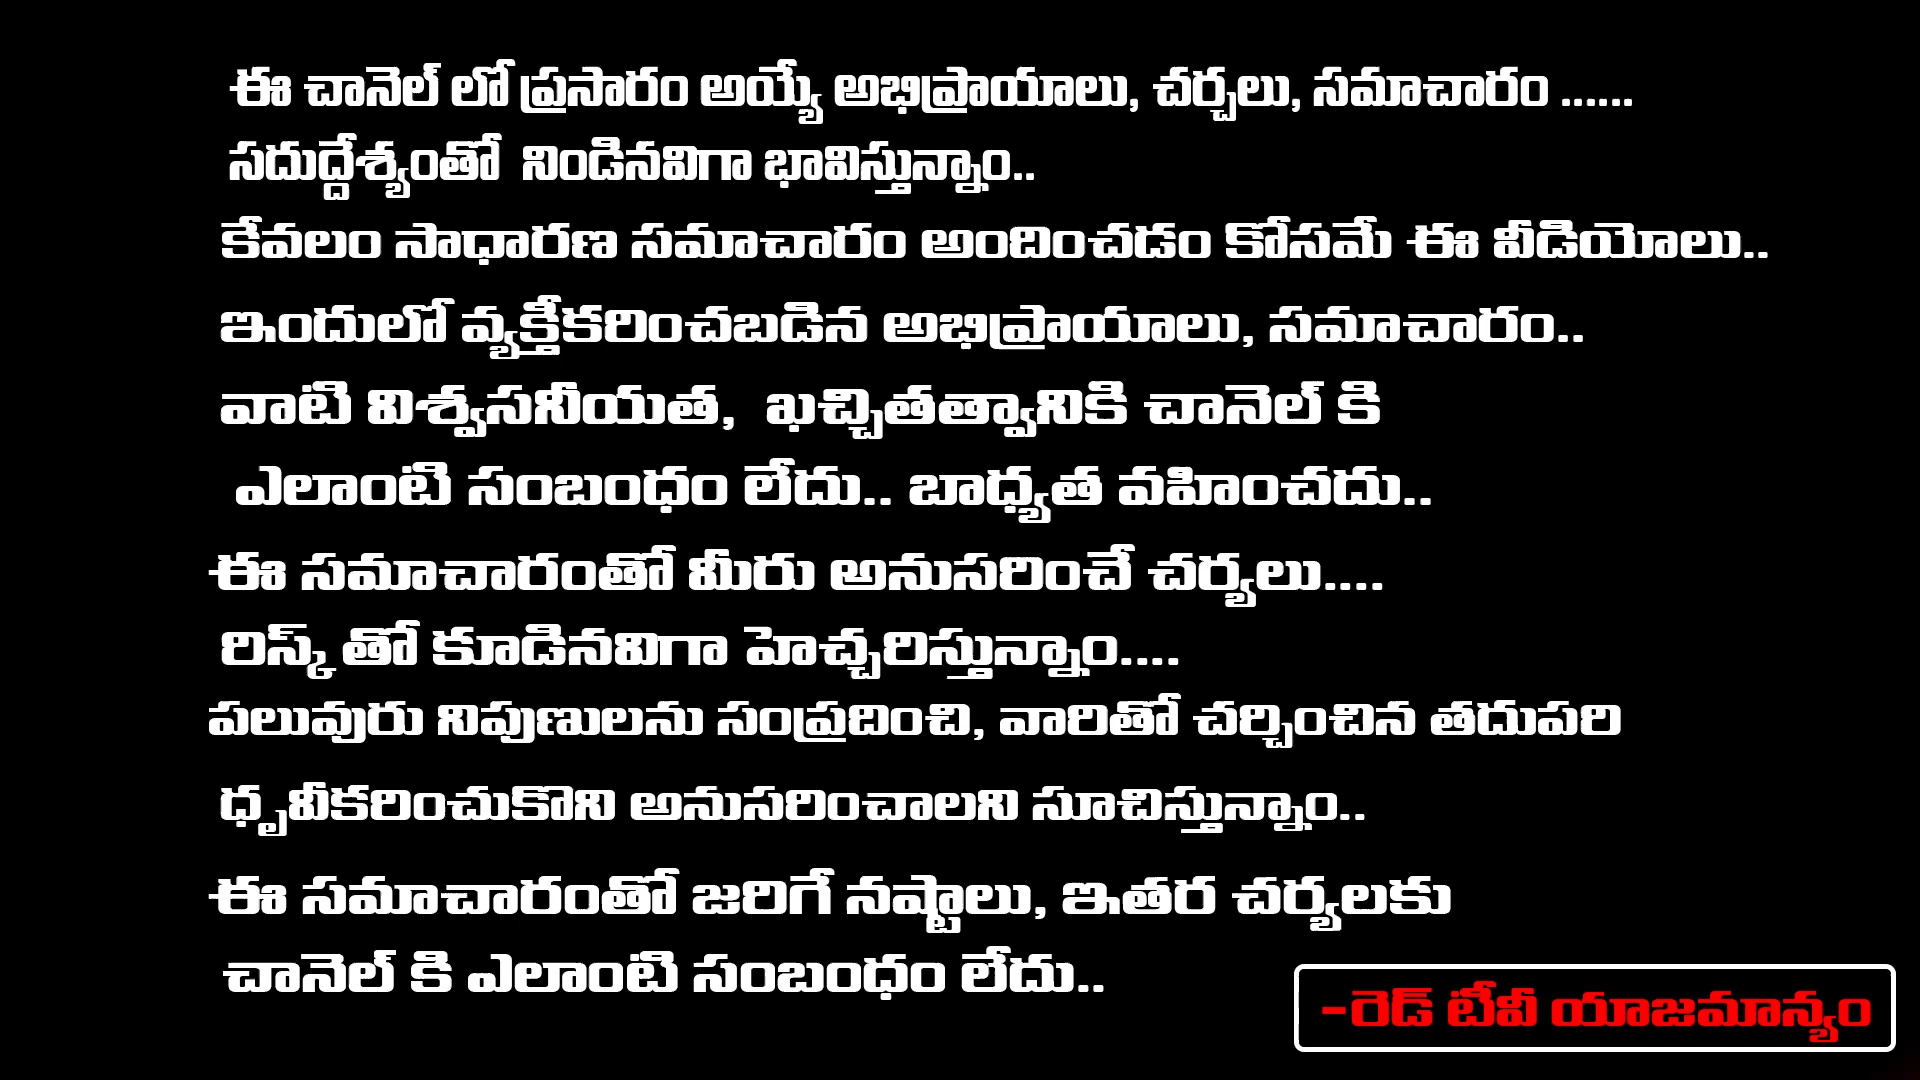 ఈ చానెల్ లో ప్రసారం అయ్యే అభిప్రాయాలు, చర్చలు, సమాచారం ......
సదుద్దేశ్యంతో నిండినవిగా భావిస్తున్నాం..
కేవలం సాధారణ సమాచారం అందించడం కోసమే ఈ వీడియోలు..
ఇందులో వ్యక్తీకరించబడిన అభిప్రాయాలు, సమాచారం..
వాటి విశ్వసనీయత, ఖచ్చితత్వానికి చానెల్ కి
ఎలాంటి సంబంధం లేదు.. బాధ్యత వహించదు..
ఈ సమాచారంతో మీరు అనుసరించే చర్యలు....
రిస్క్ తో కూడినవిగా హెచ్చరిస్తున్నాం....
పలువురు నిపుణులను సంప్రదించి, వారితో చర్చించిన తదుపరి
ధృవీకరించుకొని అనుసరించాలని సూచిస్తున్నాం..
ఈ సమాచారంతో జరిగే నష్టాలు, ఇతర చర్యలకు
చానెల్ కి ఎలాంటి సంబంధం లేదు..
-రెడ్ టీవీ యాజమాన్యం